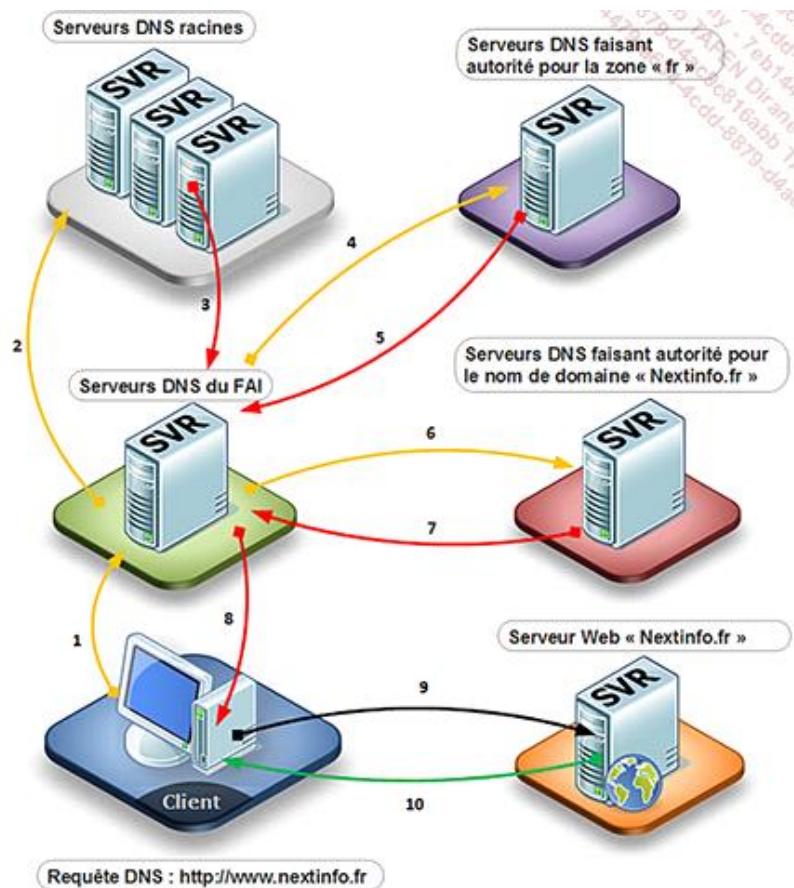 Serveurs DNS racines
Serveurs DNS faisant
autorité pour la zone « fr »
SVR
SVR
SVR
SVR
4
3
2
5
Serveurs DNS du FAI
Serveurs DNS faisant autorité pour
le nom de domaine « Nextinfo.fr »
SVR
SVR
6
7
1
8
Serveur Web « Nextinfo.fr »
SVR
9
10
Client
Requête DNS : http://www.nextinfo.fr